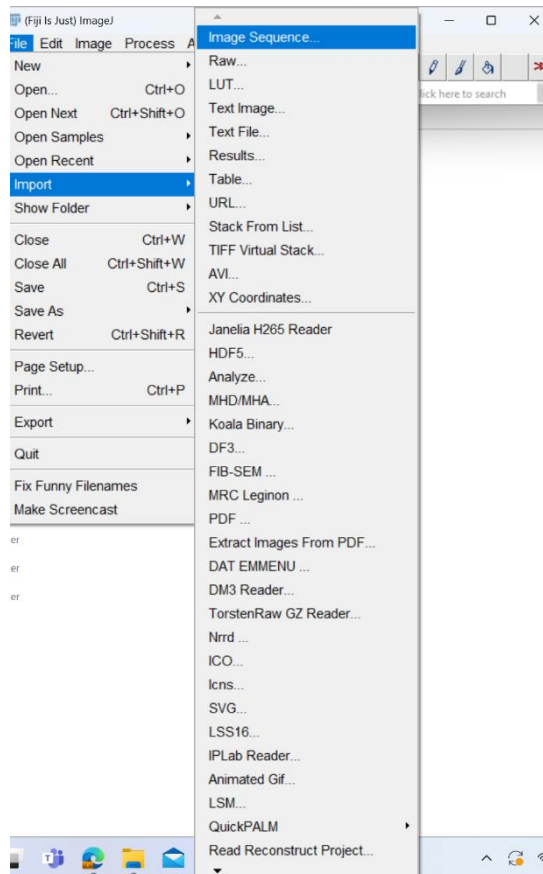 (Fiji Is Just) ImageJ
File Edit Image Process A
New
Open... Ctrl+O
Open Next Ctrl+Shift+O
Open Samples
Open Recent
Import
Show Folder
Close Ctrl+W
Close All Ctrl+Shift+W
Save Ctrl+S
Save As
Revert Ctrl+Shift+R
Page Setup...
Print... Ctrl+P
Export
Quit
Fix Funny Filenames
Make Screencast
er
er
er
Image Sequence...
Raw...
LUT...
Text Image...
Text File...
Results...
Table...
URL...
Stack From List...
TIFF Virtual Stack...
AVI...
XY Coordinates...
Janelia H265 Reader
HDF5...
Analyze...
MHD/MHA...
Koala Binary...
DF3...
FIB-SEM ...
MRC Leginon ...
PDF ...
Extract Images From PDF...
DAT EMMENU ...
DM3 Reader...
TorstenRaw GZ Reader...
Nrrd ...
ICO...
Icns...
SVG...
LSS16...
IPLab Reader...
Animated Gif...
LSM...
QuickPALM
Read Reconstruct Project...
lick here to search